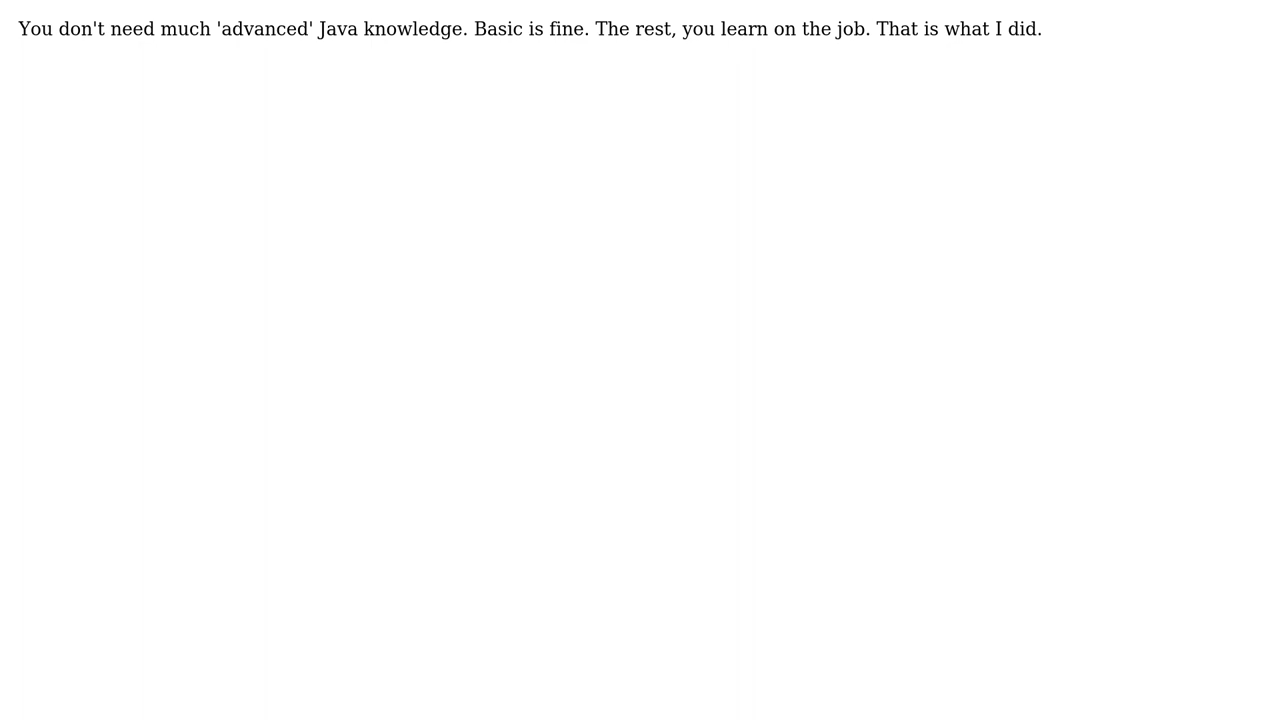 You don't need much 'advanced' Java knowledge. Basic is fine. The rest, you learn on the job. That is what I did.